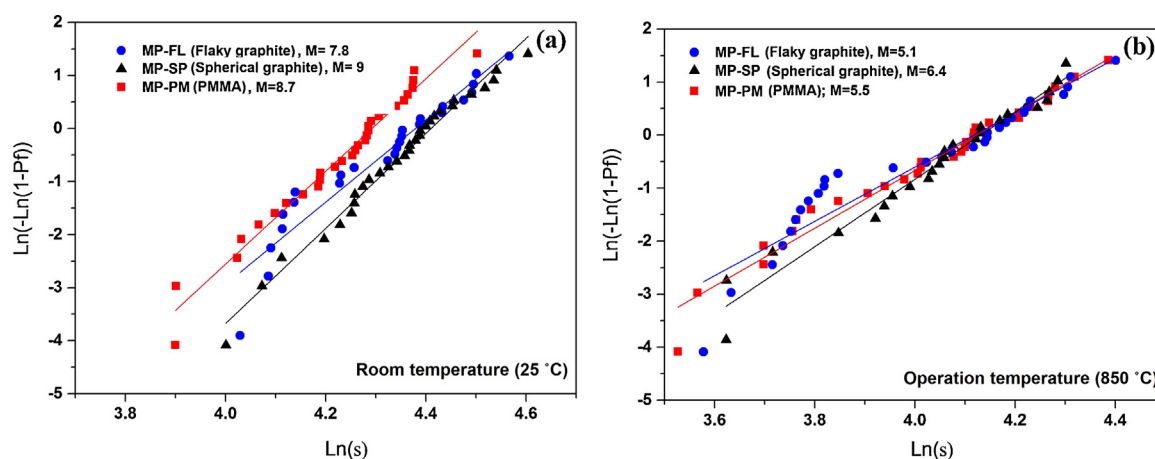 (a)
MP-FL (Flaky graphite), M= 7.8
MP-SP (Spherical graphite), M= 9
MP-PM (PMMA), M=8.7
2
1
0
-1
-2
-3
-4
-5
Ln(-Ln(1-Pf))
Room temperature (25 ˚C)
3.8 4.0 4.2 4.3 4.4 4.6
Ln(s)
(b)
MP-FL (Flaky graphite), M=5.1
MP-SP (Spherical graphite), M=6.4
MP-PM (PMMA); M=5.5
2
1
0
-1
-2
-3
-4
-5
Ln(-Ln(1-Pf))
Operation temperature (850 ˚C)
3.6 3.8 4.0 4.2 4.4
Ln(s)